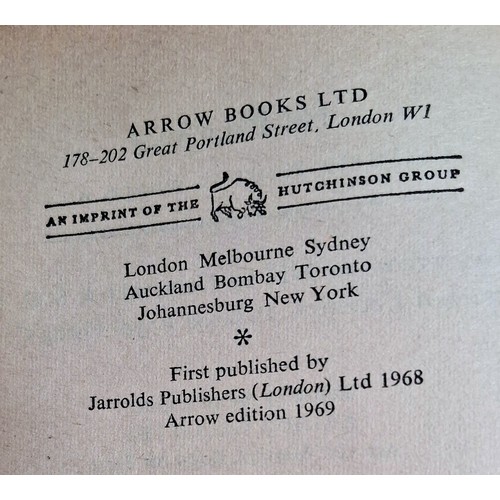 ARROW BOOKS LTD
178–202 Great Portland Street, London W1
AN IMPRINT OF THE HUTCHINSON GROUP
London Melbourne Sydney
Auckland Bombay Toronto
Johannesburg New York
*
First published by
Jarrolds Publishers (London) Ltd 1968
Arrow edition 1969